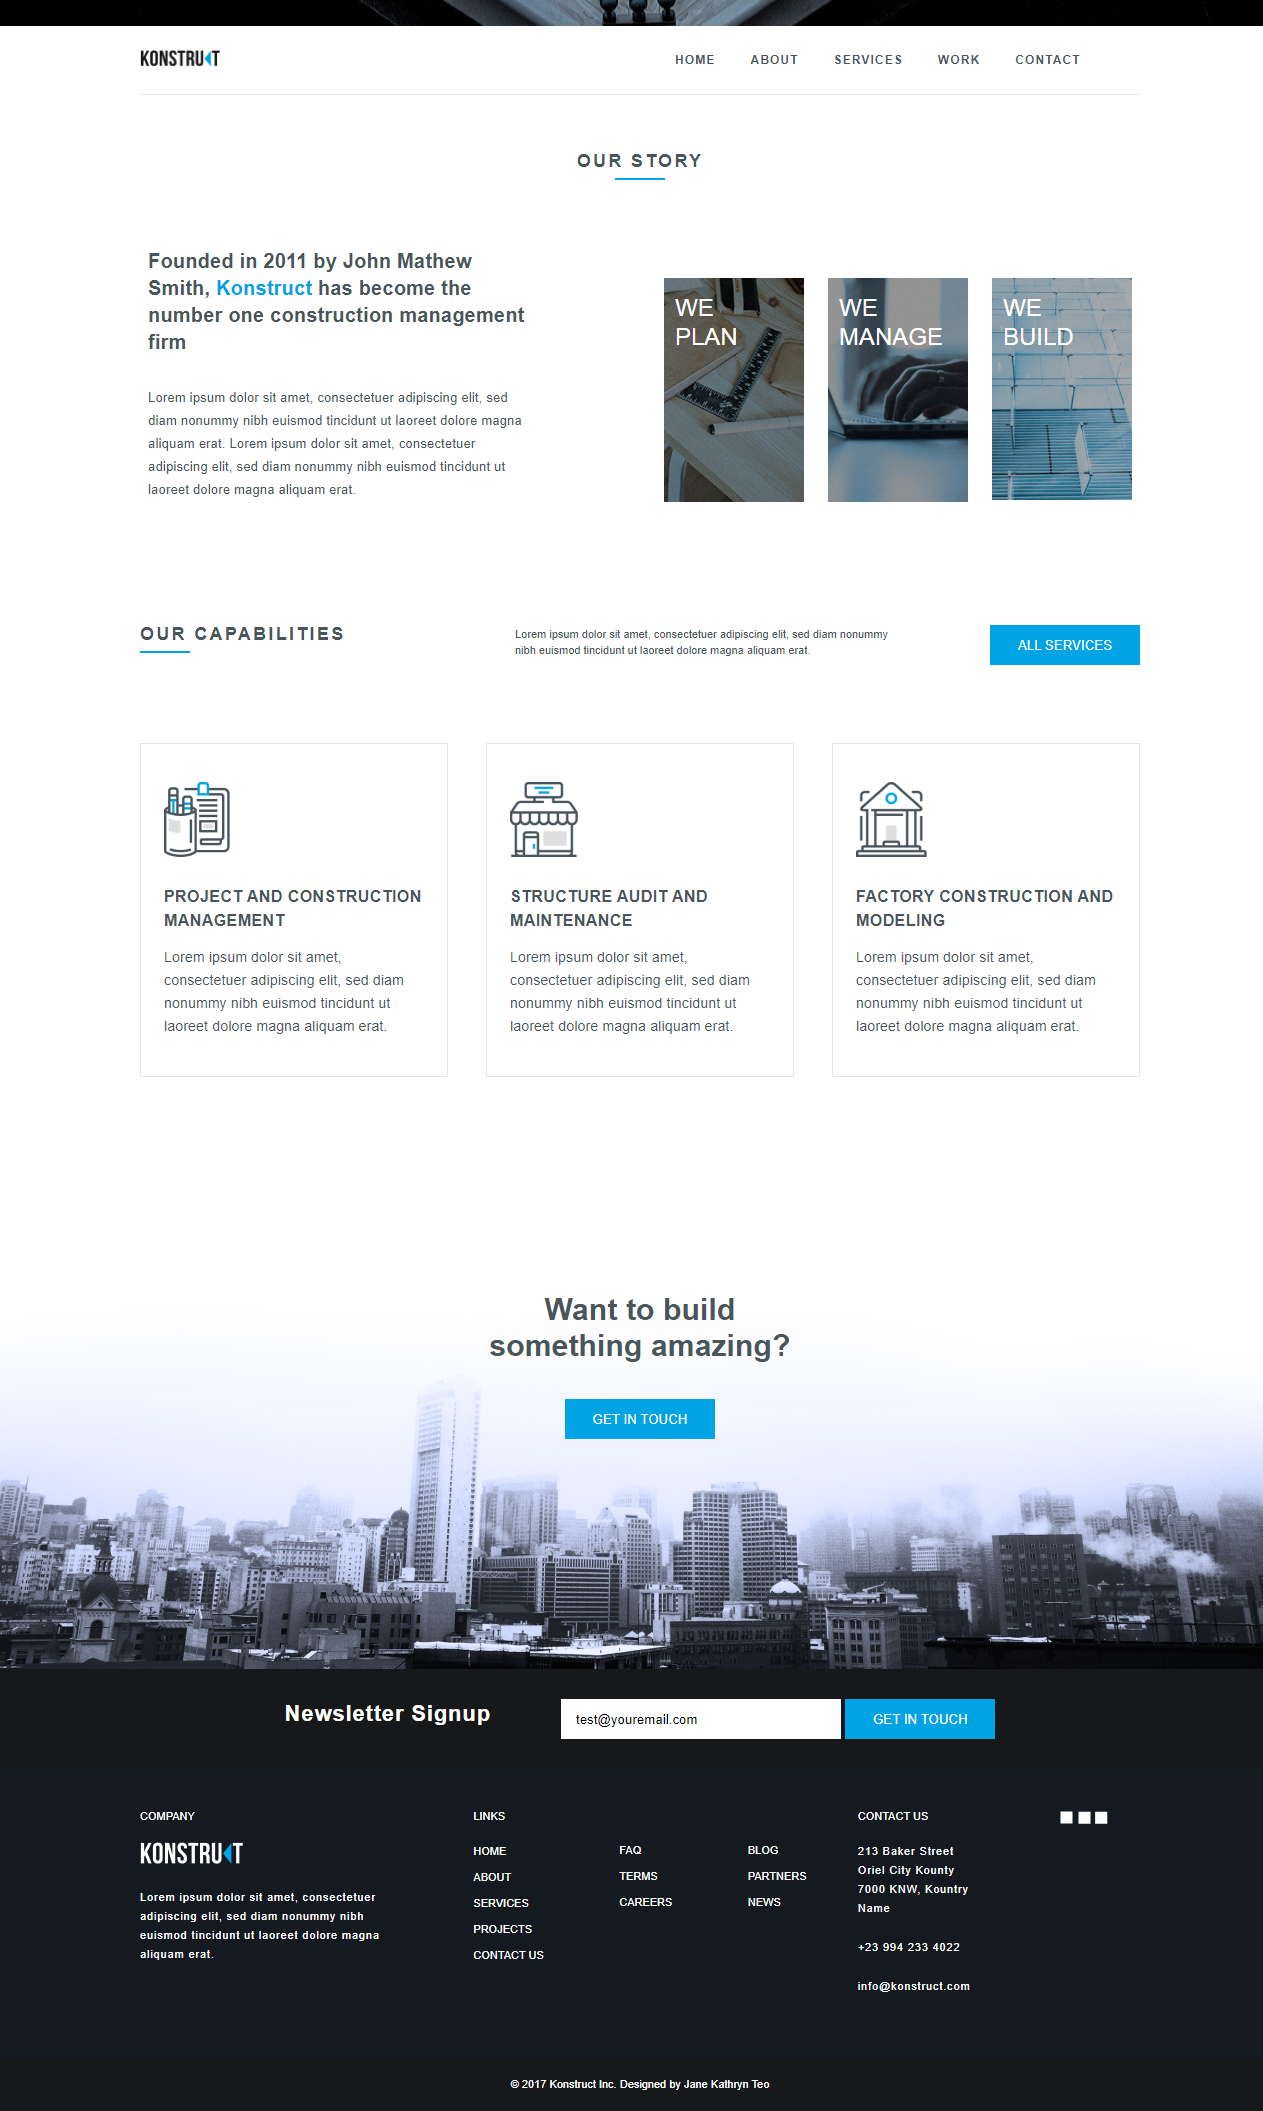 KONSTRUKT
HOME ABOUT SERVICES WORK CONTACT
OUR STORY
Founded in 2011 by John Mathew
Smith, Konstruct has become the
number one construction management
firm
Lorem ipsum dolor sit amet, consectetuer adipiscing elit, sed
diam nonummy nibh euismod tincidunt ut laoreet dolore magna
aliquam erat. Lorem ipsum dolor sit amet, consectetuer
adipiscing elit, sed diam nonummy nibh euismod tincidunt ut
laoreet dolore magna aliquam erat.
WE
PLAN
WE
MANAGE
WE
BUILD
OUR CAPABILITIES
Lorem ipsum dolor sit amet, consectetuer adipiscing elit, sed diam nonummy
nibh euismod tincidunt ut laoreet dolore magna aliquam erat.
ALL SERVICES
PROJECT AND CONSTRUCTION
MANAGEMENT
Lorem ipsum dolor sit amet,
consectetuer adipiscing elit, sed diam
nonummy nibh euismod tincidunt ut
laoreet dolore magna aliquam erat.
STRUCTURE AUDIT AND
MAINTENANCE
Lorem ipsum dolor sit amet,
consectetuer adipiscing elit, sed diam
nonummy nibh euismod tincidunt ut
laoreet dolore magna aliquam erat.
FACTORY CONSTRUCTION AND
MODELING
Lorem ipsum dolor sit amet,
consectetuer adipiscing elit, sed diam
nonummy nibh euismod tincidunt ut
laoreet dolore magna aliquam erat.
Want to build
something amazing?
GET IN TOUCH
Newsletter Signup
test@youremail.com
GET IN TOUCH
COMPANY
KONSTRUKT
Lorem ipsum dolor sit amet, consectetuer
adipiscing elit, sed diam nonummy nibh
euismod tincidunt ut laoreet dolore magna
aliquam erat.
LINKS
HOME
ABOUT
SERVICES
PROJECTS
CONTACT US
FAQ
TERMS
CAREERS
BLOG
PARTNERS
NEWS
CONTACT US
213 Baker Street
Oriel City Kounty
7000 KNW, Kountry
Name
+23 994 233 4022
info@konstruct.com
© 2017 Konstruct Inc. Designed by Jane Kathryn Teo